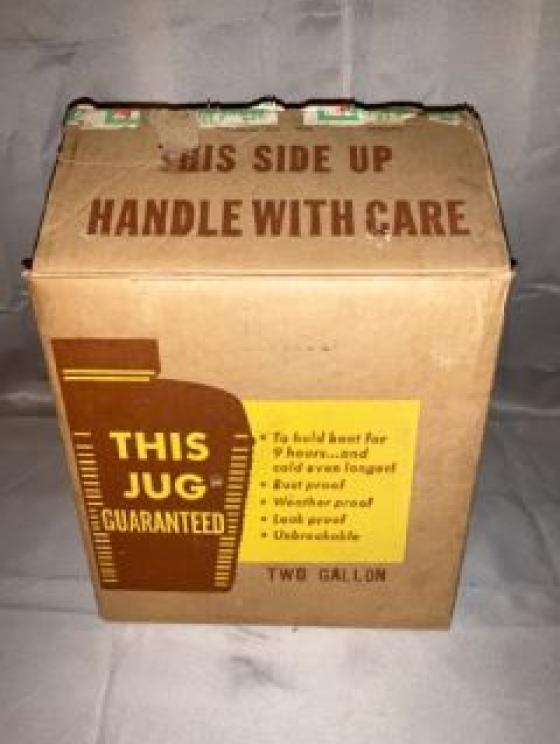 THIS SIDE UP
HANDLE WITH CARE
THIS
JUG
GUARANTEED
• To hold heat for
9 hours...and
cold even longer!
• Rust proof
• Weather proof
• Leak proof
• Unbreakable
TWO GALLON